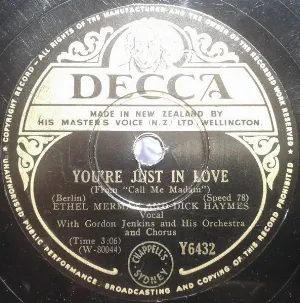 COPYRIGHT RECORD—ALL RIGHTS OF THE MANUFACTURER AND THE OWNER OF THE RECORDED WORK RESERVED
DECCA
MADE IN NEW ZEALAND BY
HIS MASTER'S VOICE (N.Z.) LTD. WELLINGTON.
YOU'RE JUST IN LOVE
(From "Call Me Madam")
(Berlin) (Speed 78)
ETHEL MERMAN AND DICK HAYMES
Vocal
With Gordon Jenkins and His Orchestra
and Chorus
(Time 3:06) Y6432
(W-80044)
CHAPPELL'S
SYDNEY
UNAUTHORISED PUBLIC PERFORMANCE, BROADCASTING AND COPYING OF THIS RECORD PROHIBITED